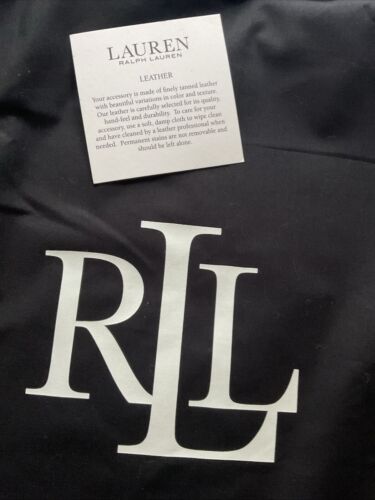 LAUREN
RALPH LAUREN
LEATHER
Your accessory is made of finely tanned leather
with beautiful variations in color and texture.
Our leather is carefully selected for its quality,
hand-feel and durability. To care for your
accessory, use a soft, damp cloth to wipe clean
and have cleaned by a leather professional when
needed. Permanent stains are not removable and
should be left alone.
RLL